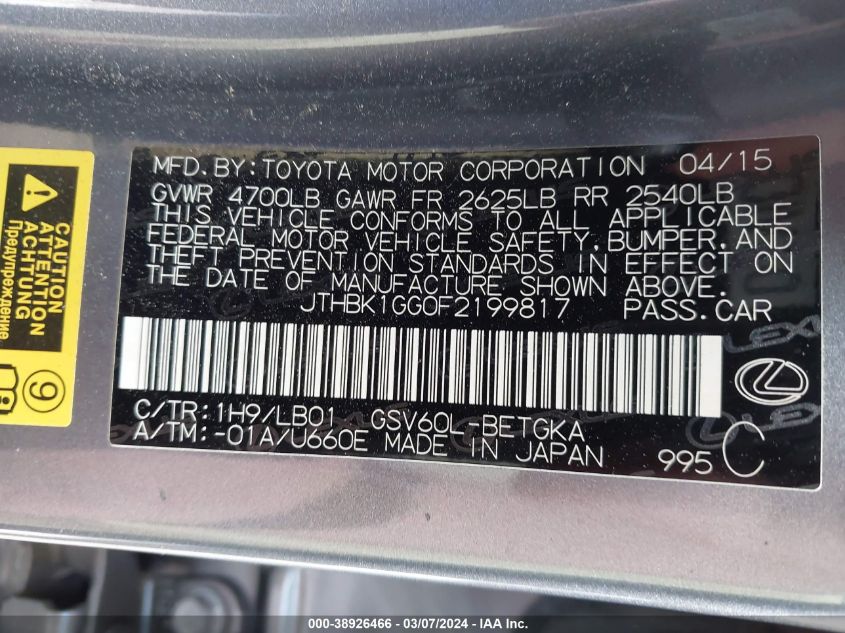 MFD.BY:TOYOTA MOTOR CORPORATION 04/15
GVWR 4700LB GAWR FR 2625LB RR 2540LB
THIS VEHICLE CONFORMS TO ALL APPLICABLE
FEDERAL MOTOR VEHICLE SAFETY,BUMPER,AND
THEFT PREVENTION STANDARDS IN EFFECT ON
THE DATE OF MANUFACTURE SHOWN ABOVE.
JTHBK1GG0F2199817 PASS.CAR
C/TR:1H9/LB01 GSV60L-BETGKA
A/TM:-01A/U660E MADE IN JAPAN 995 C
CAUTION
ATTENTION
ACHTUNG
Предупреждение
9
000-38926466 - 03/07/2024 - IAA Inc.